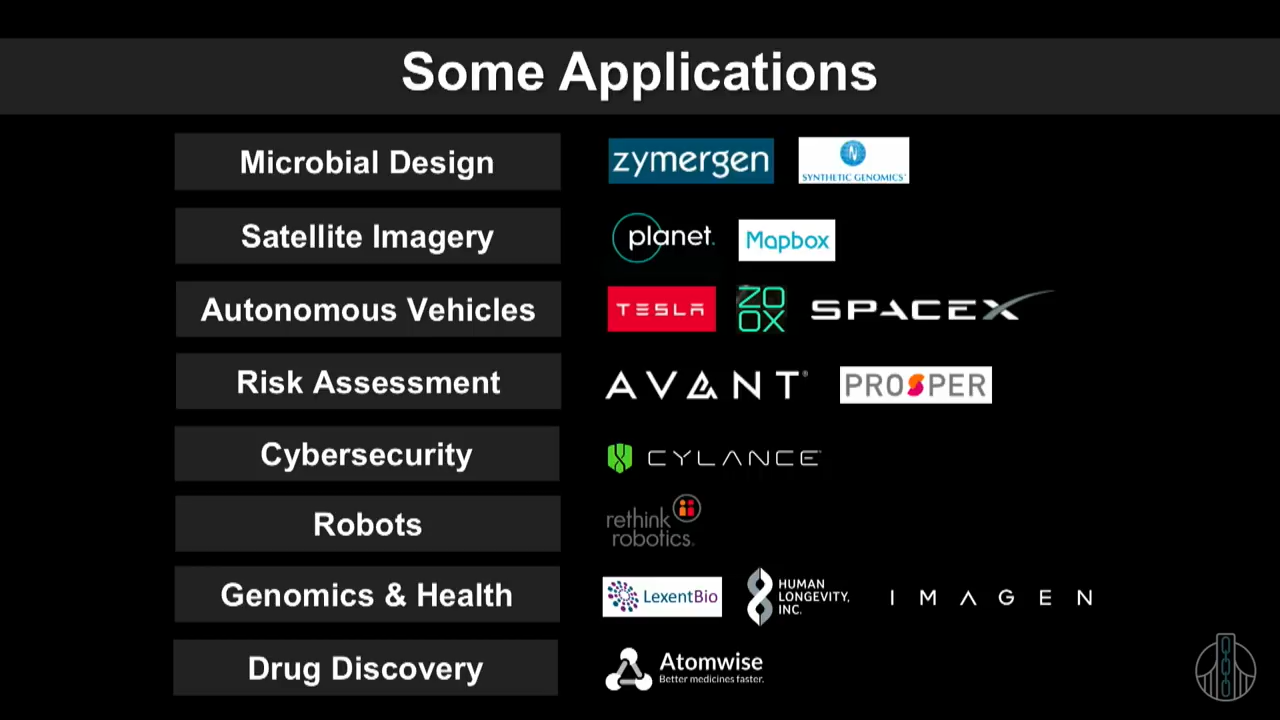 Some Applications
Microbial Design
zymergen
SYNTHETIC GENOMICS
Satellite Imagery
planet.
Mapbox
Autonomous Vehicles
TESLA
ZOOX
SPACEX
Risk Assessment
AVANT®
PROSPER
Cybersecurity
CYLANCE
Robots
rethink
robotics.
Genomics & Health
LexentBio
HUMAN
LONGEVITY,
INC.
IMAGEN
Drug Discovery
Atomwise
Better medicines faster.